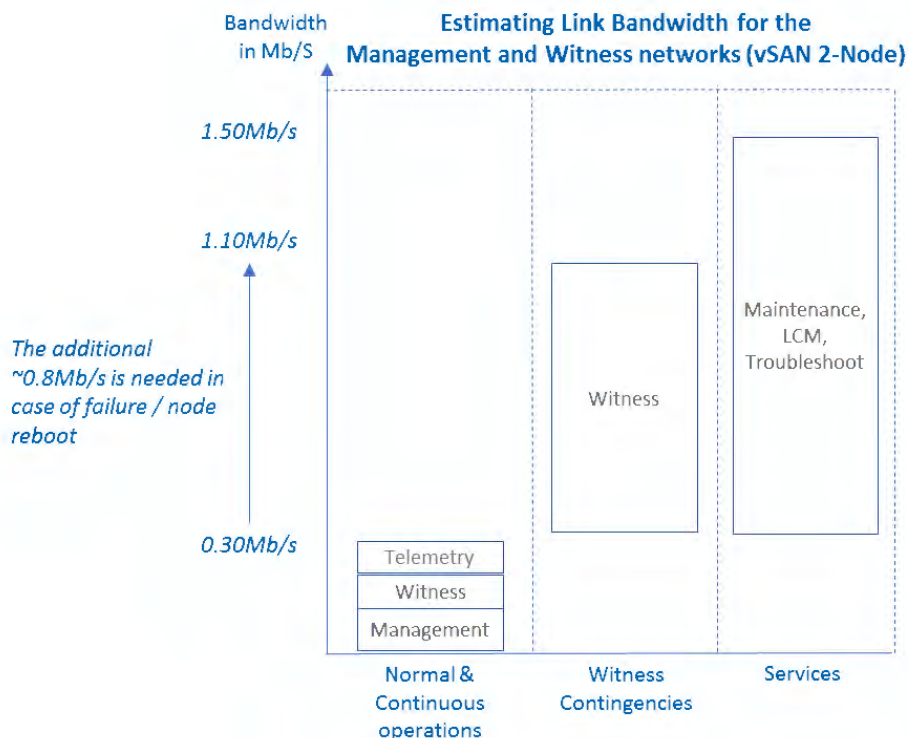 Bandwidth
in Mb/S
Estimating Link Bandwidth for the
Management and Witness networks (vSAN 2-Node)
1.50Mb/s
1.10Mb/s
The additional
~0.8Mb/s is needed in
case of failure / node
reboot
0.30Mb/s
Telemetry
Witness
Management
Witness
Maintenance,
LCM,
Troubleshoot
Normal &
Continuous
operations
Witness
Contingencies
Services